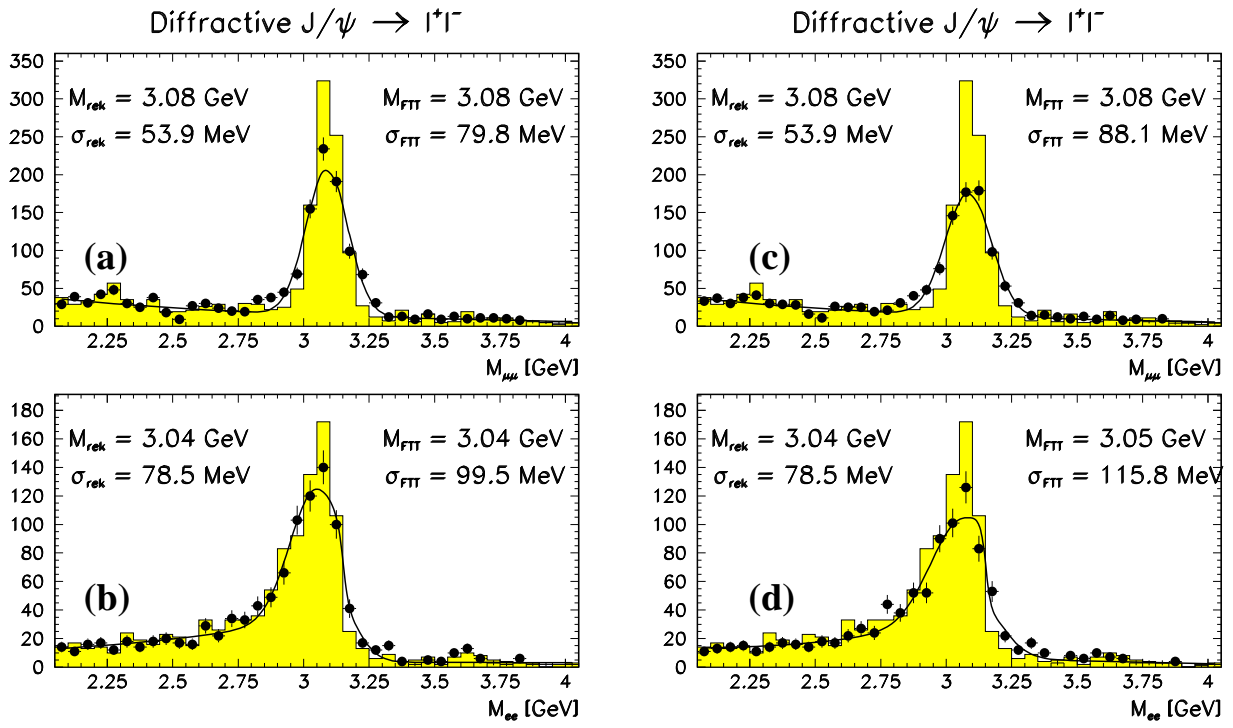 Diffractive J/ψ → l⁺l⁻
M_rek = 3.08 GeV
M_FTT = 3.08 GeV
σ_rek = 53.9 MeV
σ_FTT = 79.8 MeV
(a)
350
300
250
200
150
100
50
0
2.25 2.5 2.75 3 3.25 3.5 3.75 4
M_μμ [GeV]
Diffractive J/ψ → l⁺l⁻
M_rek = 3.08 GeV
M_FTT = 3.08 GeV
σ_rek = 53.9 MeV
σ_FTT = 88.1 MeV
(c)
350
300
250
200
150
100
50
0
2.25 2.5 2.75 3 3.25 3.5 3.75 4
M_μμ [GeV]
M_rek = 3.04 GeV
M_FTT = 3.04 GeV
σ_rek = 78.5 MeV
σ_FTT = 99.5 MeV
(b)
180
160
140
120
100
80
60
40
20
0
2.25 2.5 2.75 3 3.25 3.5 3.75 4
M_ee [GeV]
M_rek = 3.04 GeV
M_FTT = 3.05 GeV
σ_rek = 78.5 MeV
σ_FTT = 115.8 MeV
(d)
180
160
140
120
100
80
60
40
20
0
2.25 2.5 2.75 3 3.25 3.5 3.75 4
M_ee [GeV]